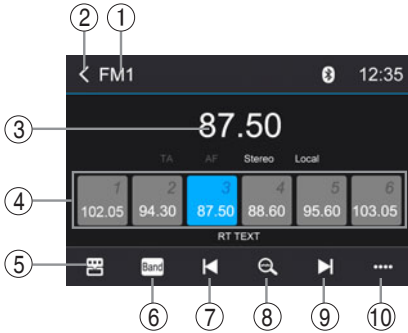 ② ①
FM1 12:35
③ 87.50
TA AF Stereo Local
④
1 2 3 4 5 6
102.05 94.30 87.50 88.60 95.60 103.05
RT TEXT
⑤ Band
⑥ ⑦ ⑧ ⑨ ⑩